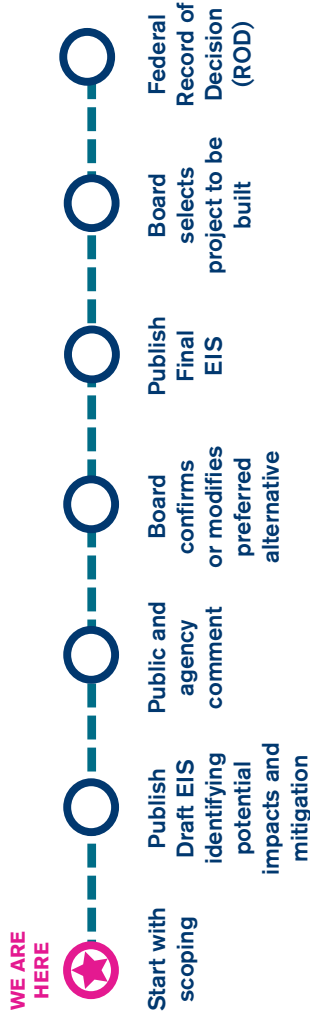 WE ARE
HERE
Start with
scoping
Publish
Draft EIS
identifying
potential
impacts and
mitigation
Public and
agency
comment
Board
confirms
or modifies
preferred
alternative
Publish
Final
EIS
Board
selects
project to be
built
Federal
Record of
Decision
(ROD)